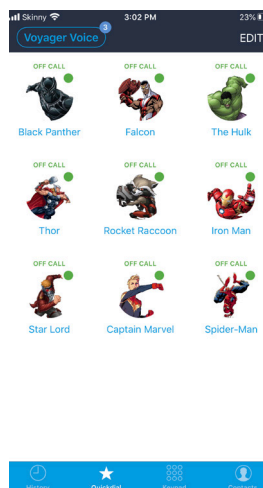 Skinny 3:02 PM 23%
Voyager Voice 3 EDIT
OFF CALL OFF CALL OFF CALL
Black Panther Falcon The Hulk
OFF CALL OFF CALL OFF CALL
Thor Rocket Raccoon Iron Man
OFF CALL OFF CALL OFF CALL
Star Lord Captain Marvel Spider-Man
History Quickdial Keypad Contacts